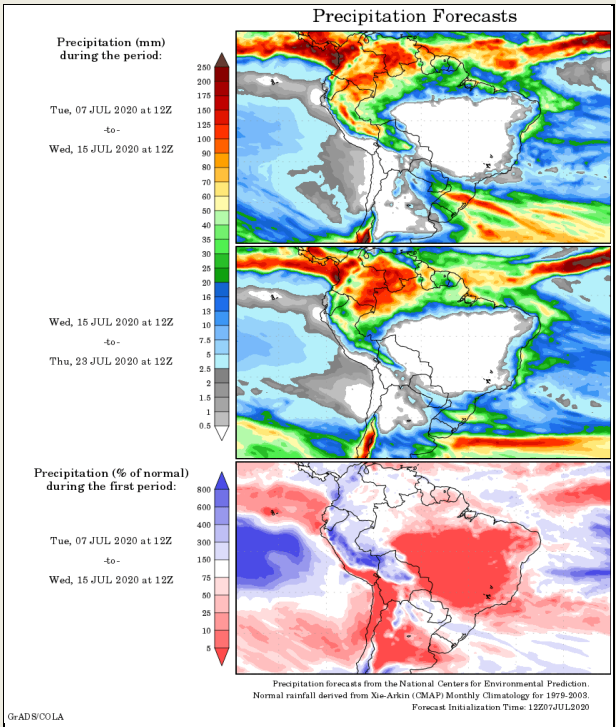 Precipitation Forecasts
Precipitation (mm)
during the period:
Tue, 07 JUL 2020 at 12Z
-to-
Wed, 15 JUL 2020 at 12Z
250
200
175
150
125
100
90
80
70
60
50
40
35
30
25
20
16
13
10
7.5
5
2.5
2
1.5
1
0.5
Wed, 15 JUL 2020 at 12Z
-to-
Thu, 23 JUL 2020 at 12Z
Precipitation (% of normal)
during the first period:
Tue, 07 JUL 2020 at 12Z
-to-
Wed, 15 JUL 2020 at 12Z
800
600
400
300
150
75
50
25
10
5
Precipitation forecasts from the National Centers for Environmental Prediction.
Normal rainfall derived from Xie-Arkin (CMAP) Monthly Climatology for 1979-2003.
Forecast Initialization Time: 12Z07JUL2020
GrADS/COLA